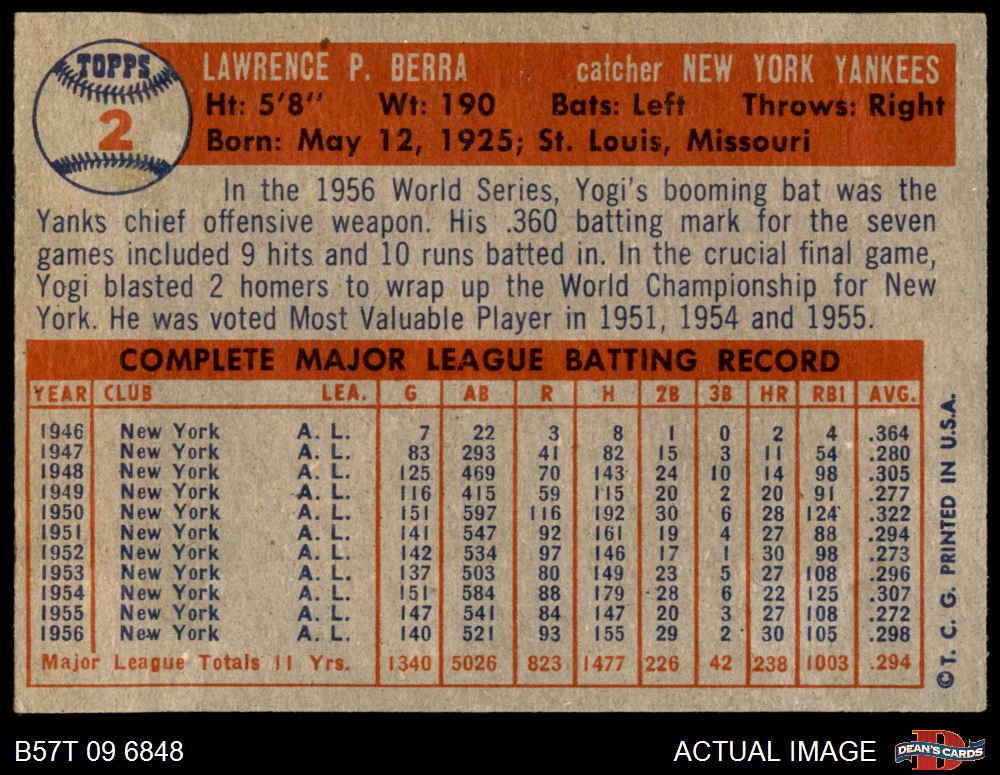 TOPPS
2
LAWRENCE P. BERRA catcher NEW YORK YANKEES
Ht: 5'8" Wt: 190 Bats: Left Throws: Right
Born: May 12, 1925; St. Louis, Missouri
In the 1956 World Series, Yogi's booming bat was the
Yanks chief offensive weapon. His .360 batting mark for the seven
games included 9 hits and 10 runs batted in. In the crucial final game,
Yogi blasted 2 homers to wrap up the World Championship for New
York. He was voted Most Valuable Player in 1951, 1954 and 1955.
COMPLETE MAJOR LEAGUE BATTING RECORD
YEAR CLUB LEA. G AB R H 2B 3B HR RBI AVG.
1946 New York A. L. 7 22 3 8 1 0 2 4 .364
1947 New York A. L. 83 293 41 82 15 3 11 54 .280
1948 New York A. L. 125 469 70 143 24 10 14 98 .305
1949 New York A. L. 116 415 59 115 20 2 20 91 .277
1950 New York A. L. 151 597 116 192 30 6 28 124 .322
1951 New York A. L. 141 547 92 161 19 4 27 88 .294
1952 New York A. L. 142 534 97 146 17 1 30 98 .273
1953 New York A. L. 137 503 80 149 23 5 27 108 .296
1954 New York A. L. 151 584 88 179 28 6 22 125 .307
1955 New York A. L. 147 541 84 147 20 3 27 108 .272
1956 New York A. L. 140 521 93 155 29 2 30 105 .298
Major League Totals 11 Yrs. 1340 5026 823 1477 226 42 238 1003 .294
©T. C. G. PRINTED IN U.S.A.
B57T 09 6848
ACTUAL IMAGE
D
DEAN'S CARDS